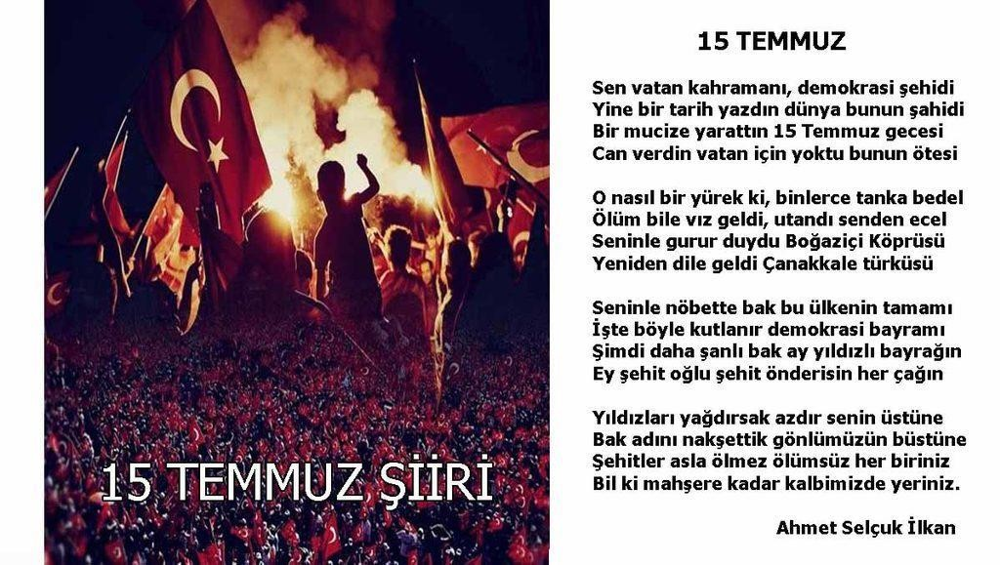 15 TEMMUZ ŞİİRİ
15 TEMMUZ
Sen vatan kahramanı, demokrasi şehidi
Yine bir tarih yazdın dünya bunun şahidi
Bir mucize yarattın 15 Temmuz gecesi
Can verdin vatan için yoktu bunun ötesi
O nasıl bir yürek ki, binlerce tanka bedel
Ölüm bile vız geldi, utandı senden ecel
Seninle gurur duydu Boğaziçi Köprüsü
Yeniden dile geldi Çanakkale türküsü
Seninle nöbette bak bu ülkenin tamamı
İşte böyle kutlanır demokrasi bayramı
Şimdi daha şanlı bak ay yıldızlı bayrağın
Ey şehit oğlu şehit önderisin her çağın
Yıldızları yağdırsak azdır senin üstüne
Bak adını nakşettik gönlümüzün büstüne
Şehitler asla ölmez ölümsüz her biriniz
Bil ki mahşere kadar kalbimizde yeriniz.
Ahmet Selçuk İlkan